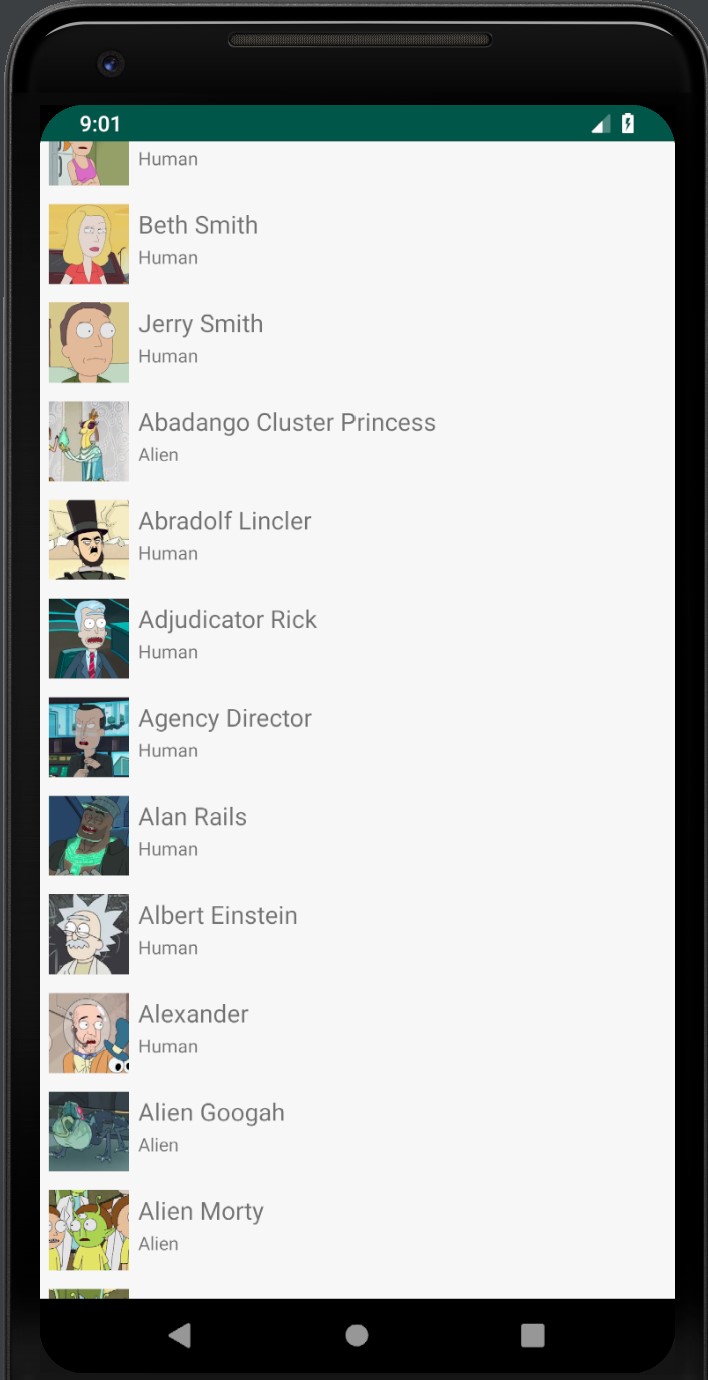 9:01
Human
Beth Smith
Human
Jerry Smith
Human
Abadango Cluster Princess
Alien
Abradolf Lincler
Human
Adjudicator Rick
Human
Agency Director
Human
Alan Rails
Human
Albert Einstein
Human
Alexander
Human
Alien Googah
Alien
Alien Morty
Alien